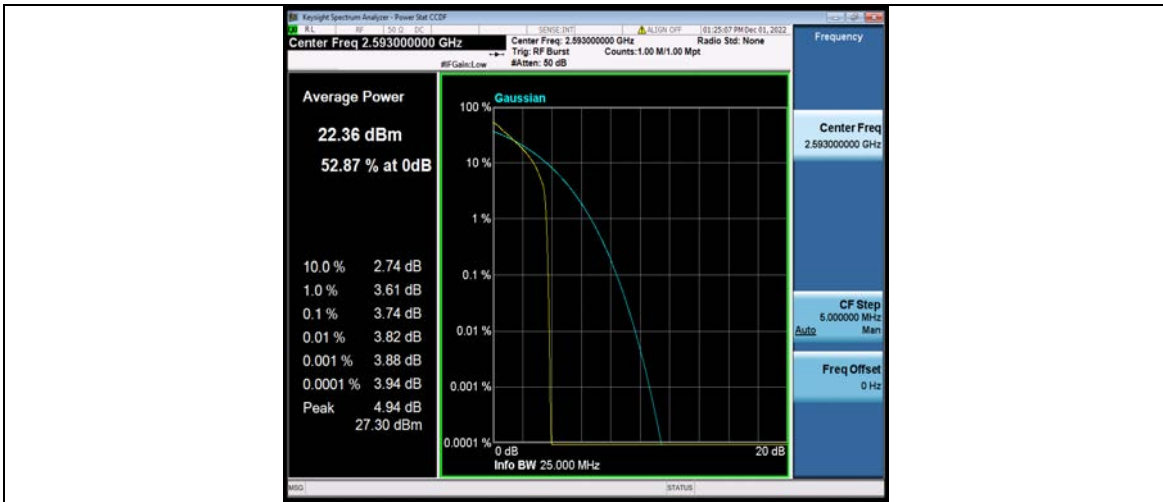 Keysight Spectrum Analyzer - Power Stat CCDF
RL RF 50 Ω DC SENSE:INT ALIGN OFF 01:25:07 PM Dec 01, 2022
Center Freq 2.593000000 GHz
Center Freq: 2.593000000 GHz Radio Std: None
Trig: RF Burst Counts:1.00 M/1.00 Mpt
#IFGain:Low #Atten: 50 dB
Frequency
Average Power
22.36 dBm
52.87 % at 0dB
10.0 % 2.74 dB
1.0 % 3.61 dB
0.1 % 3.74 dB
0.01 % 3.82 dB
0.001 % 3.88 dB
0.0001 % 3.94 dB
Peak 4.94 dB
27.30 dBm
Gaussian
100 %
10 %
1 %
0.1 %
0.01 %
0.001 %
0.0001 %
0 dB 20 dB
Info BW 25.000 MHz
Center Freq
2.593000000 GHz
CF Step
5.000000 MHz
Auto Man
Freq Offset
0 Hz
MSG STATUS